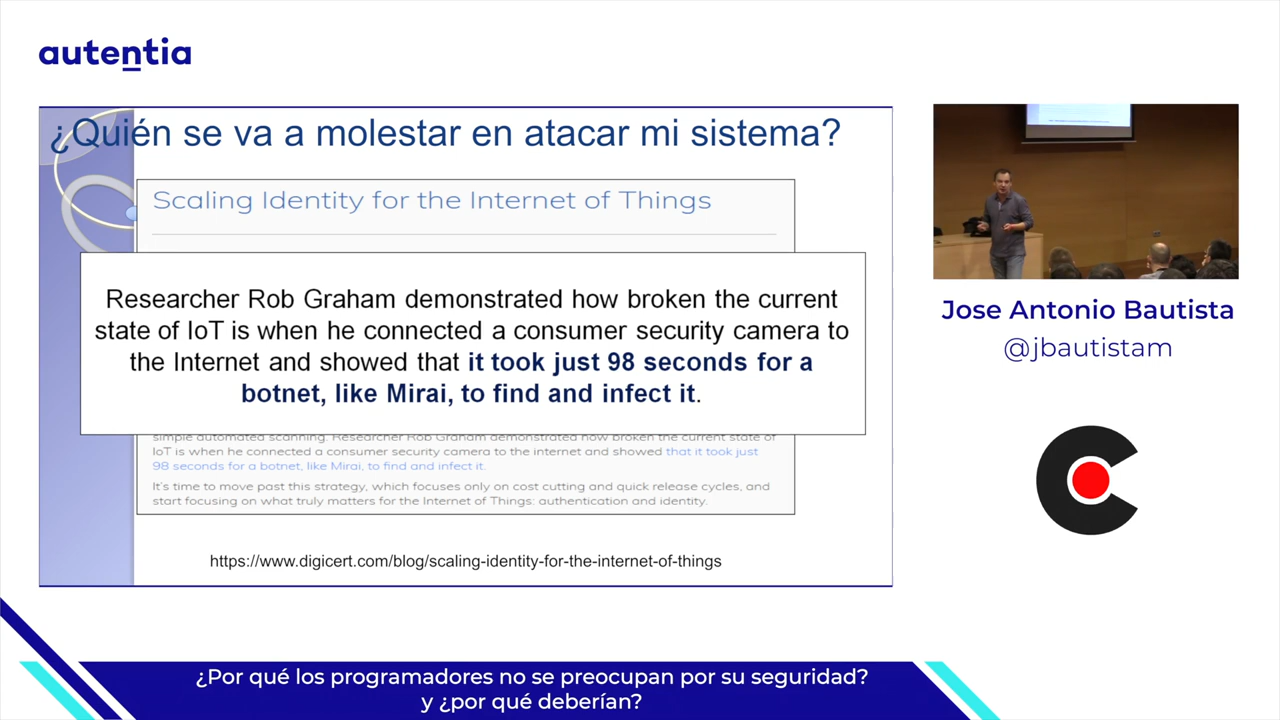 autentia
¿Quién se va a molestar en atacar mi sistema?
Scaling Identity for the Internet of Things
Researcher Rob Graham demonstrated how broken the current
state of IoT is when he connected a consumer security camera to
the Internet and showed that it took just 98 seconds for a
botnet, like Mirai, to find and infect it.
simple automated scanning. Researcher Rob Graham demonstrated how broken the current state of
IoT is when he connected a consumer security camera to the internet and showed that it took just
98 seconds for a botnet, like Mirai, to find and infect it.
It's time to move past this strategy, which focuses only on cost cutting and quick release cycles, and
start focusing on what truly matters for the Internet of Things: authentication and identity.
https://www.digicert.com/blog/scaling-identity-for-the-internet-of-things
Jose Antonio Bautista
@jbautistam
¿Por qué los programadores no se preocupan por su seguridad?
y ¿por qué deberían?